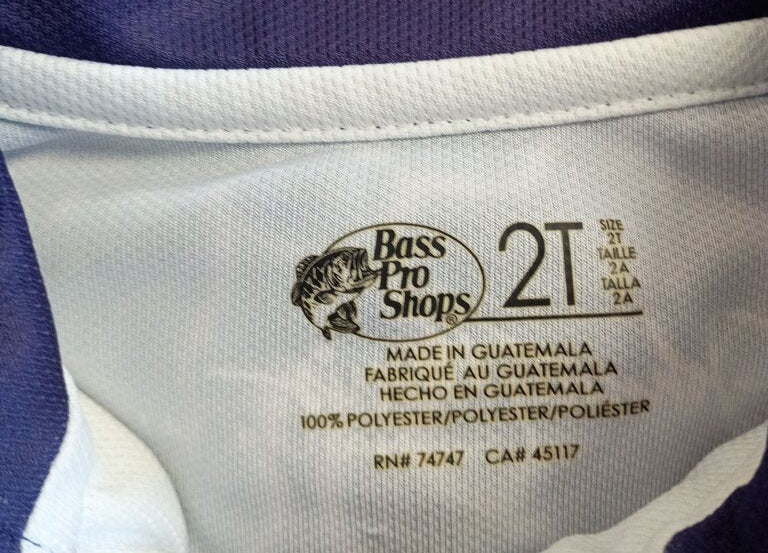 Bass
Pro
Shops®
2T
SIZE
2T
TAILLE
2A
TALLA
2A
MADE IN GUATEMALA
FABRIQUÉ AU GUATEMALA
HECHO EN GUATEMALA
100% POLYESTER/POLYESTER/POLIÉSTER
RN# 74747 CA# 45117